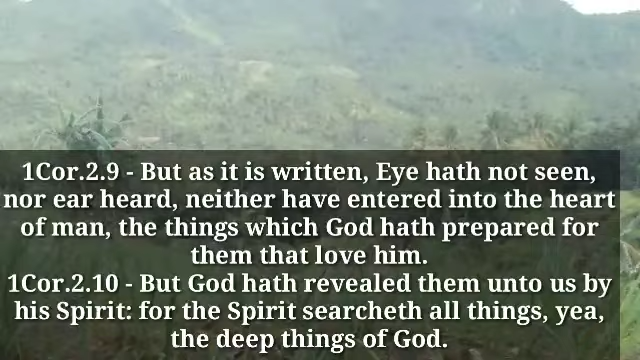 1Cor.2.9 - But as it is written, Eye hath not seen,
nor ear heard, neither have entered into the heart
of man, the things which God hath prepared for
them that love him.
1Cor.2.10 - But God hath revealed them unto us by
his Spirit: for the Spirit searcheth all things, yea,
the deep things of God.